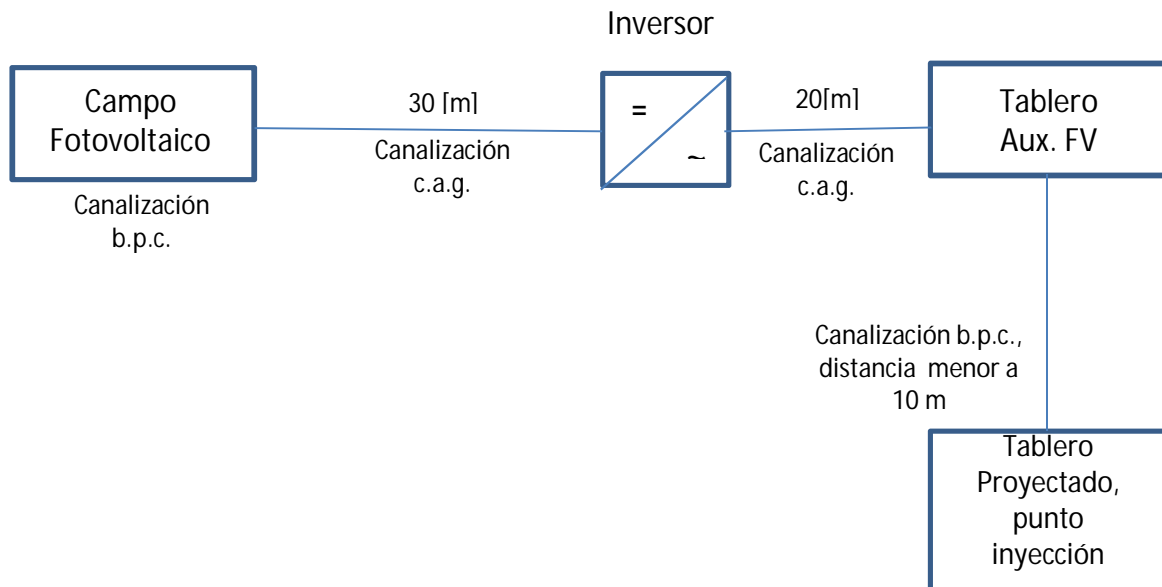 Inversor
Campo
Fotovoltaico
30 [m]
Canalización
c.a.g.
=
~
20[m]
Canalización
c.a.g.
Tablero
Aux. FV
Canalización
b.p.c.
Canalización b.p.c.,
distancia menor a
10 m
Tablero
Proyectado,
punto
inyección